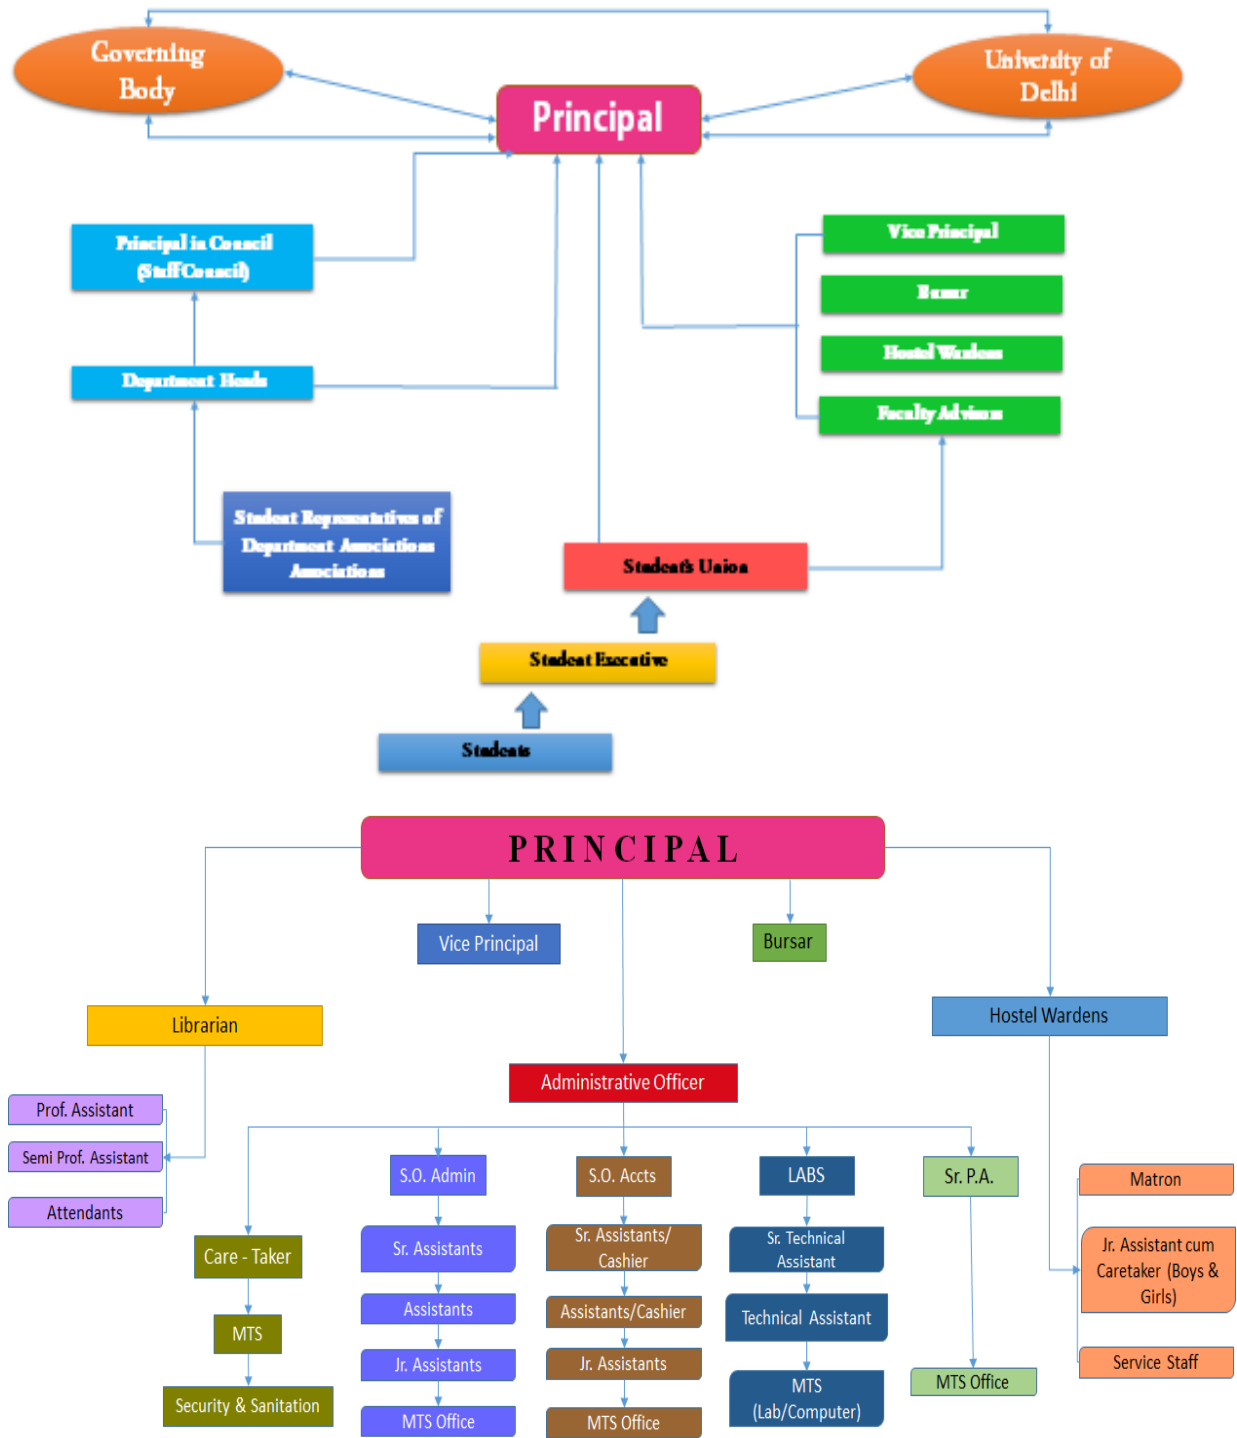 Governing
Body
University of
Delhi
Principal
Principal in Council
(Staff Council)
Vice Principal
Bursar
Hostel Wardens
Department Heads
Faculty Advisors
Student Representatives of
Department Associations
Associations
Student's Union
Student Executive
Students
PRINCIPAL
Vice Principal
Bursar
Librarian
Hostel Wardens
Administrative Officer
Prof. Assistant
Semi Prof. Assistant
Attendants
Care - Taker
MTS
Security & Sanitation
S.O. Admin
Sr. Assistants
Assistants
Jr. Assistants
MTS Office
S.O. Accts
Sr. Assistants/
Cashier
Assistants/Cashier
Jr. Assistants
MTS Office
LABS
Sr. Technical
Assistant
Technical Assistant
MTS
(Lab/Computer)
Sr. P.A.
MTS Office
Matron
Jr. Assistant cum
Caretaker (Boys &
Girls)
Service Staff